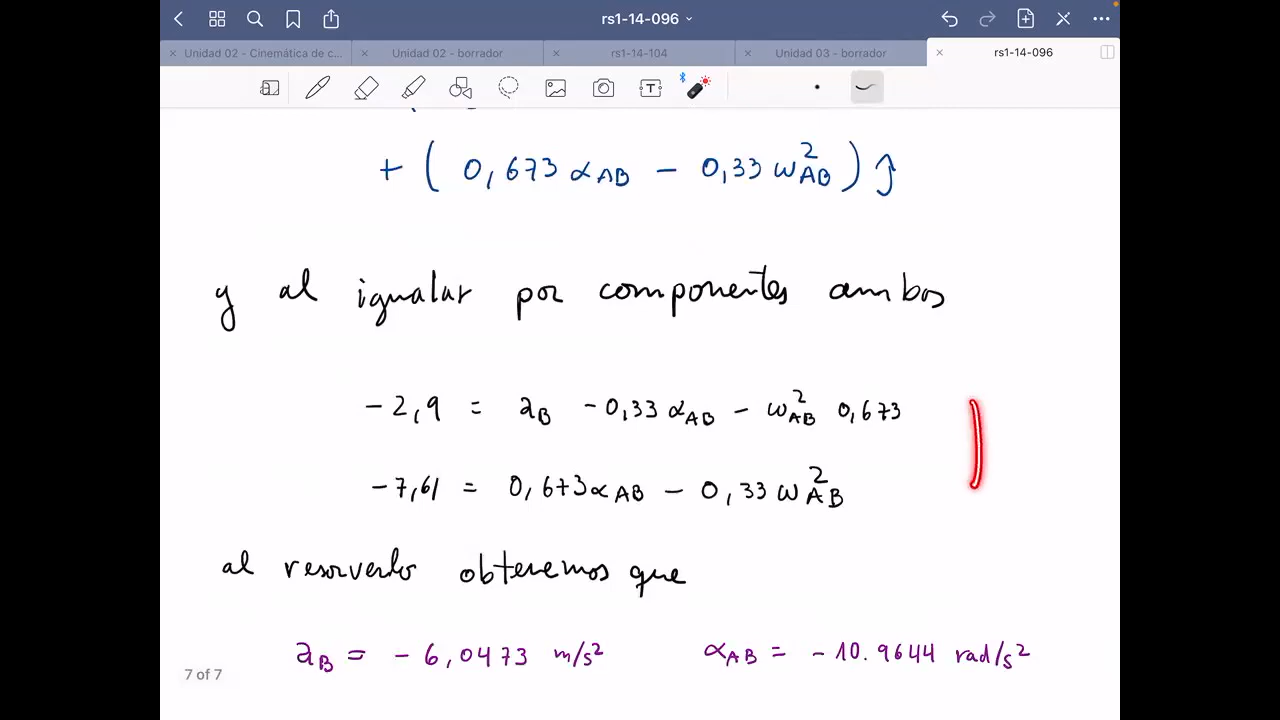 rs1-14-096
Unidad 02 - Cinemática de c...
Unidad 02 - borrador
rs1-14-104
Unidad 03 - borrador
rs1-14-096
+ ( 0,673 α_AB - 0,33 ω²_AB ) ĵ
y al igualar por componentes ambos
-2,9 = a_B - 0,33 α_AB - ω²_AB 0,673
-7,61 = 0,673 α_AB - 0,33 ω²_AB
al resorverlo obtenemos que
a_B = - 6,0473 m/s² α_AB = - 10.9644 rad/s²
7 of 7